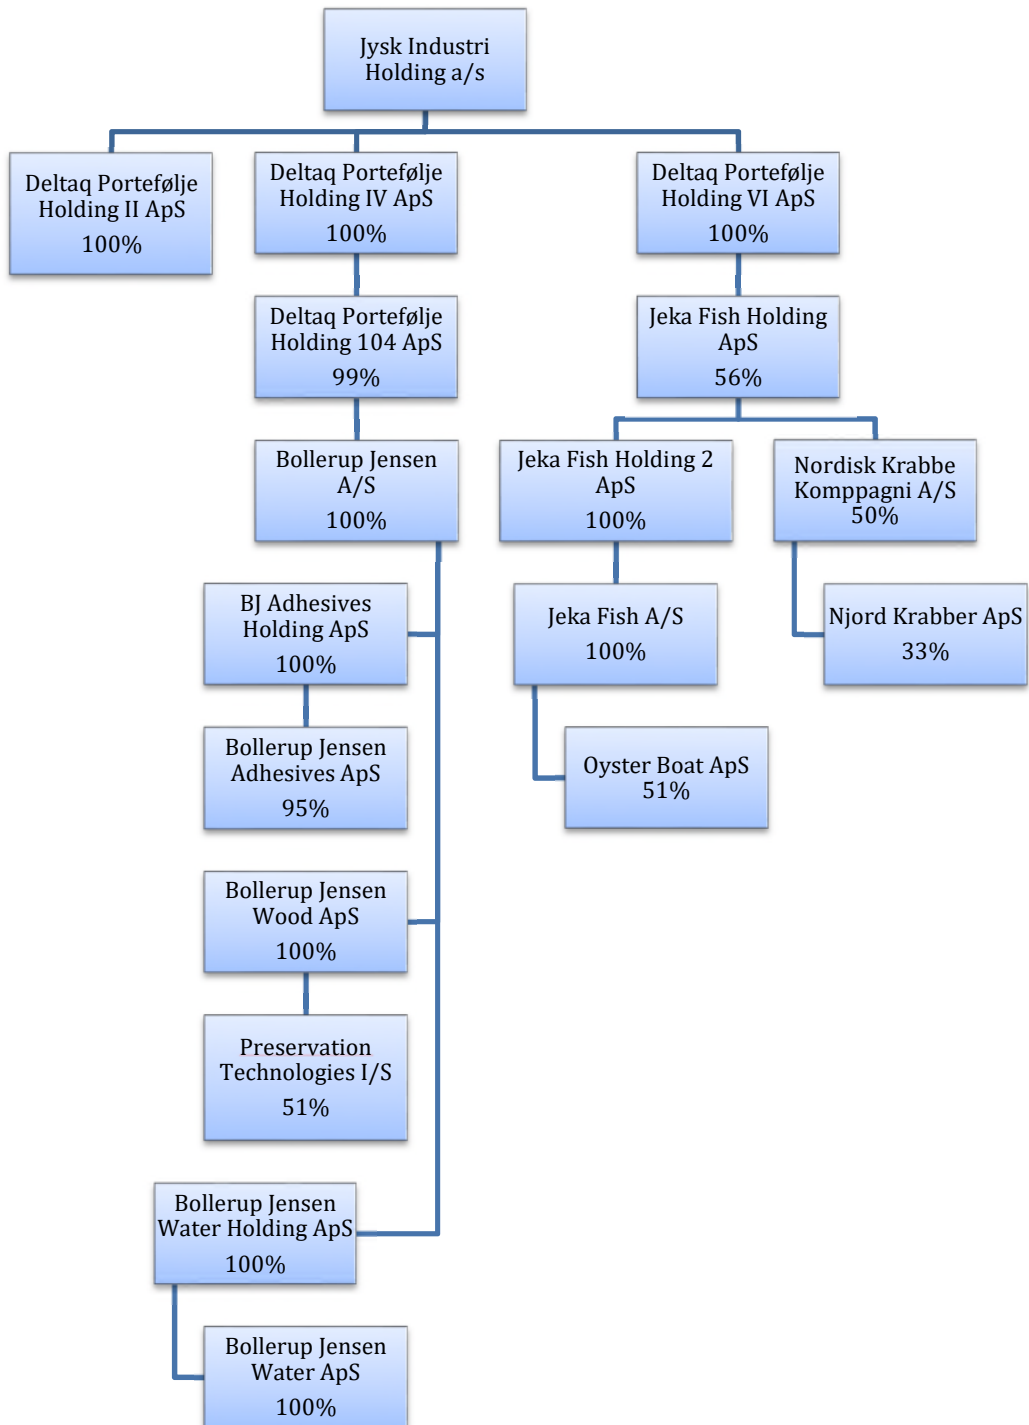 Jysk Industri
Holding a/s
Deltaq Portefølje
Holding II ApS
100%
Deltaq Portefølje
Holding IV ApS
100%
Deltaq Portefølje
Holding VI ApS
100%
Deltaq Portefølje
Holding 104 ApS
99%
Jeka Fish Holding
ApS
56%
Bollerup Jensen
A/S
100%
Jeka Fish Holding 2
ApS
100%
Nordisk Krabbe
Komppagni A/S
50%
BJ Adhesives
Holding ApS
100%
Jeka Fish A/S
100%
Njord Krabber ApS
33%
Bollerup Jensen
Adhesives ApS
95%
Oyster Boat ApS
51%
Bollerup Jensen
Wood ApS
100%
Preservation
Technologies I/S
51%
Bollerup Jensen
Water Holding ApS
100%
Bollerup Jensen
Water ApS
100%